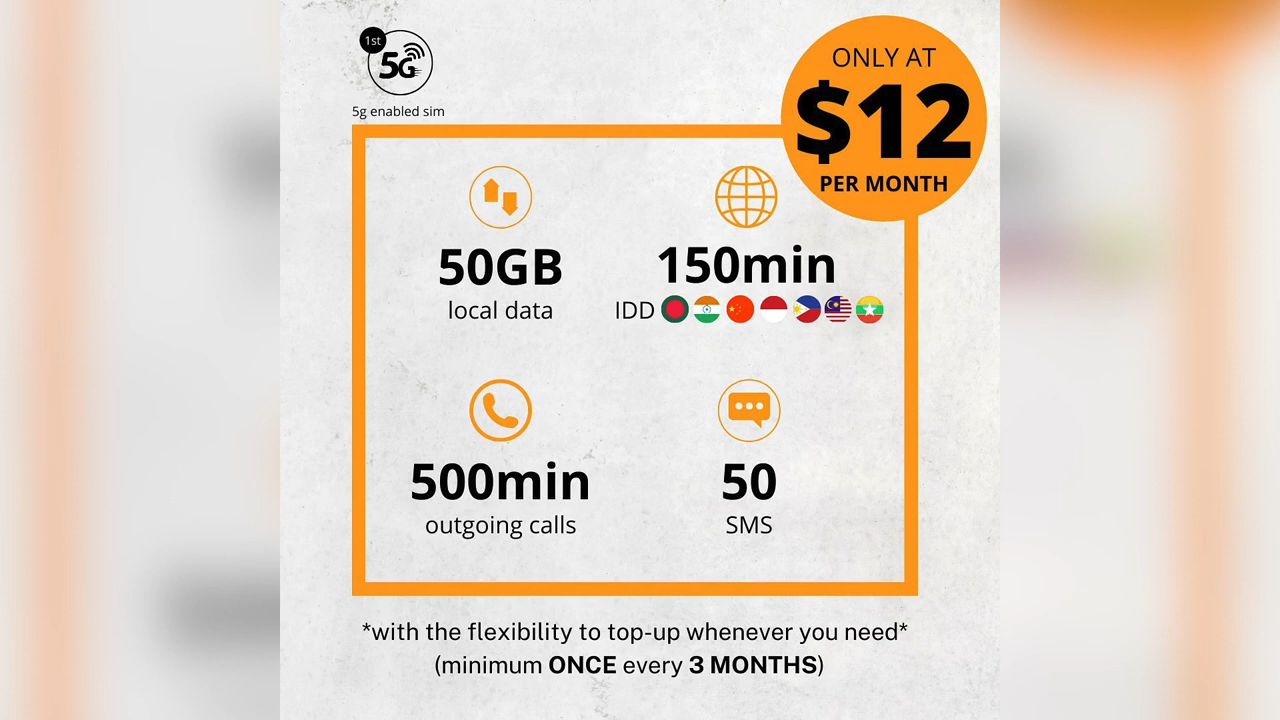 1st
5G
5g enabled sim
ONLY AT
$12
PER MONTH
50GB
local data
150min
IDD
500min
outgoing calls
50
SMS
*with the flexibility to top-up whenever you need*
(minimum ONCE every 3 MONTHS)